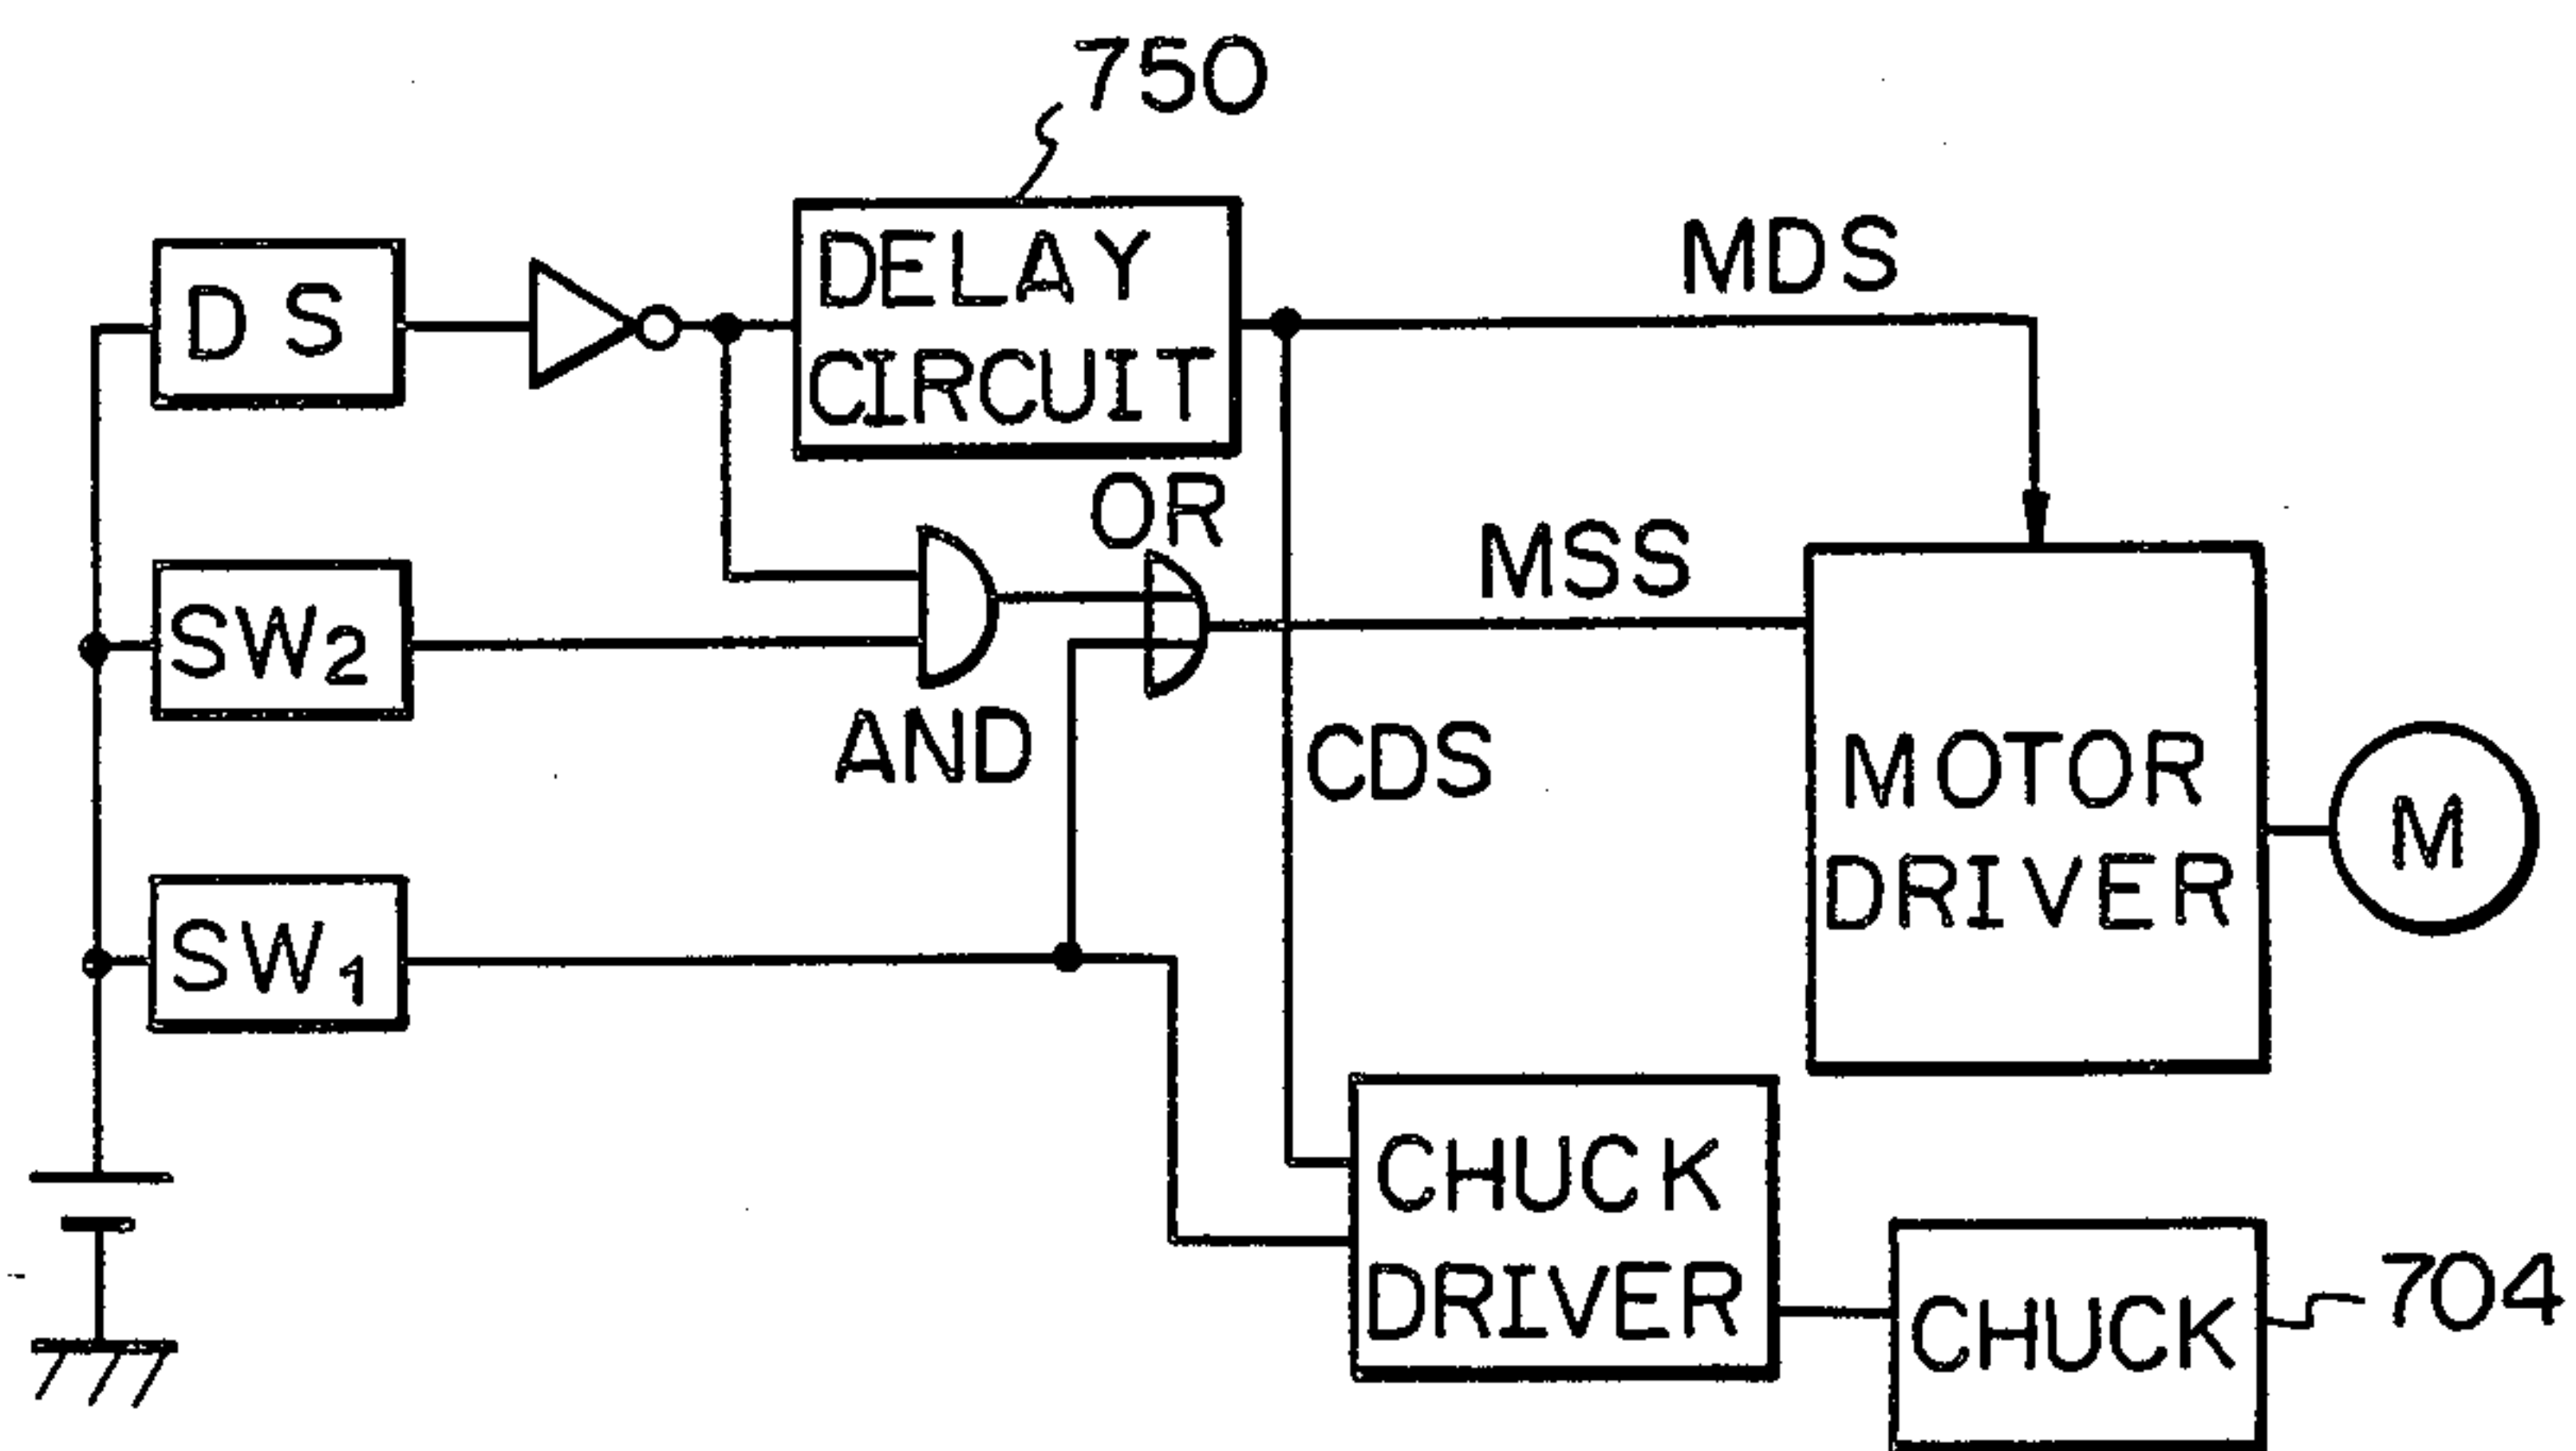 750
DELAY
CIRCUIT
MDS
DS
OR
MSS
SW2
AND
CDS
MOTOR
DRIVER
M
SW1
CHUCK
DRIVER
CHUCK
704